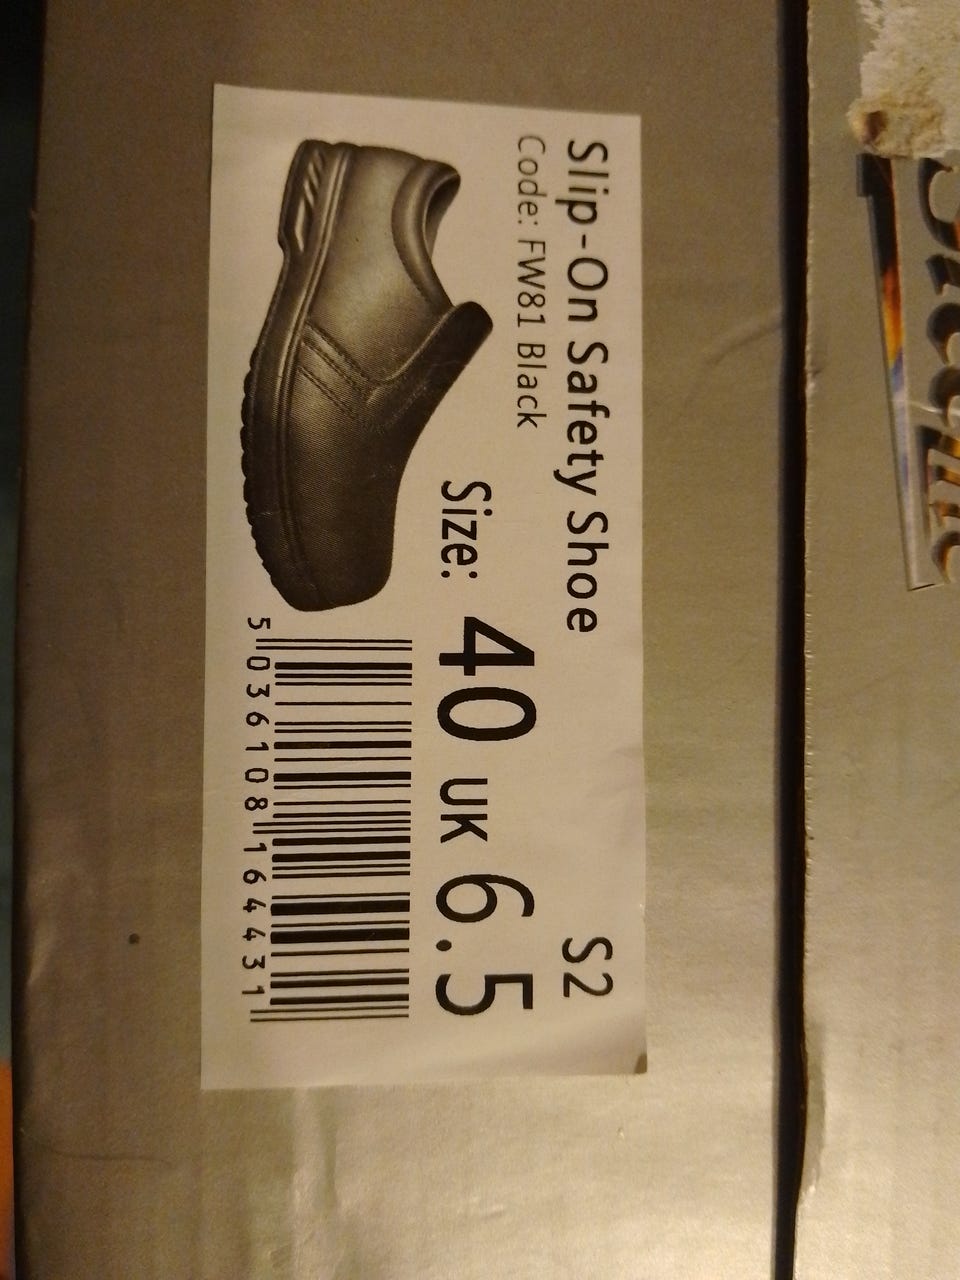 Slip-On Safety Shoe S2
Code: FW81 Black
Size: 40 UK 6.5
5 036108 164431